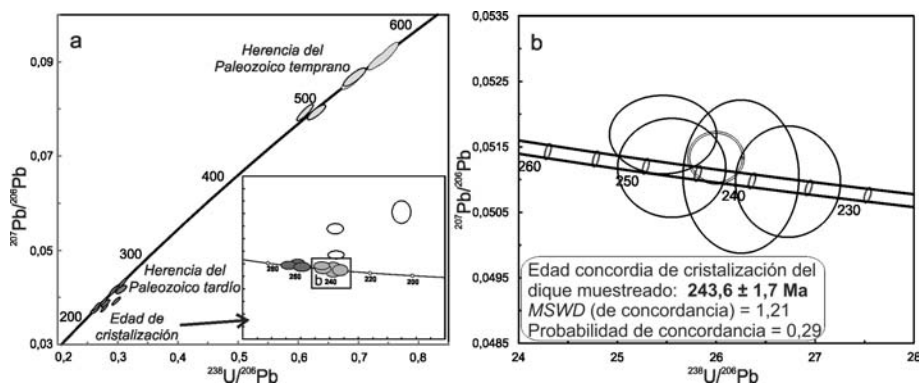 a
600
0,09
Herencia del
Paleozoico temprano
500
²⁰⁷Pb/²⁰⁶Pb
0,07
400
0,05
300
Herencia del
Paleozoico tardío
200
Edad de
cristalización
0,03
260
250
240
220
200
b
0,2
0,3
0,4
0,5
0,6
0,7
0,8
²³⁸U/²⁰⁶Pb
b
0,0535
0,0525
²⁰⁷Pb/²⁰⁶Pb
0,0515
0,0505
0,0495
0,0485
260
250
240
230
Edad concordia de cristalización del
dique muestreado: 243,6 ± 1,7 Ma
MSWD (de concordancia) = 1,21
Probabilidad de concordancia = 0,29
24
25
26
27
28
²³⁸U/²⁰⁶Pb